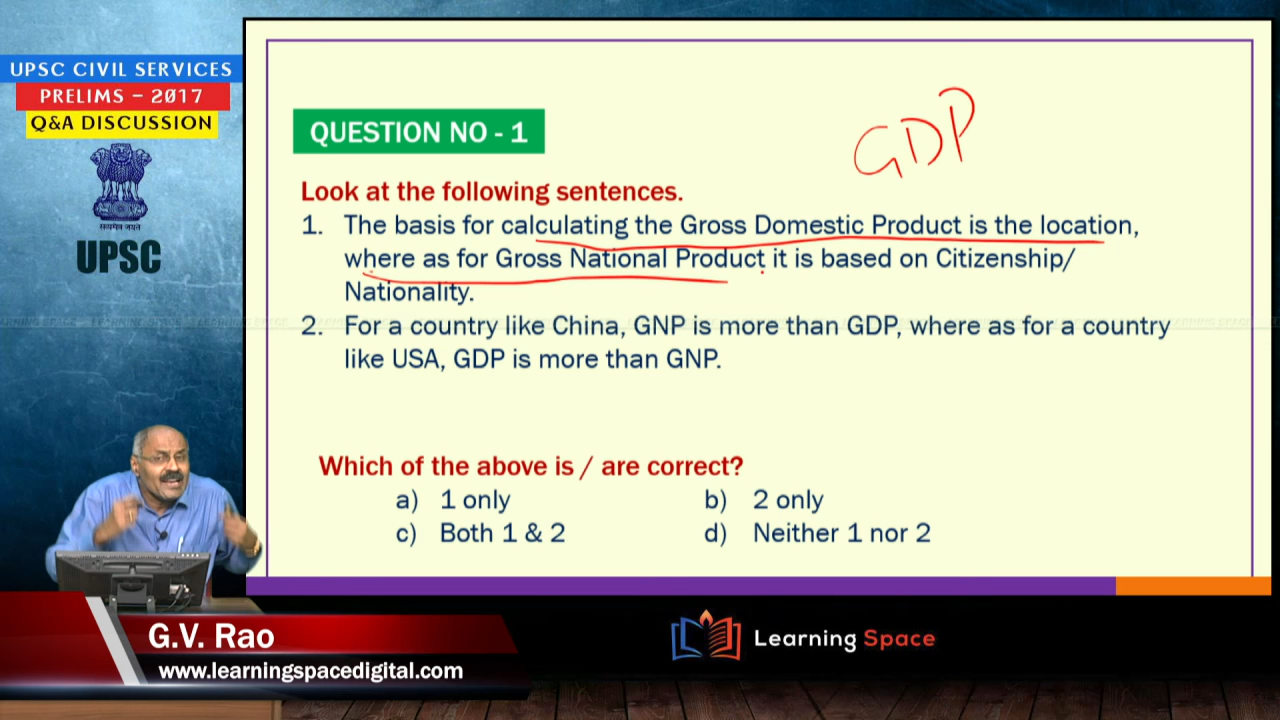 UPSC CIVIL SERVICES
PRELIMS – 2017
Q&A DISCUSSION
सत्यमेव जयते
UPSC
GDP
QUESTION NO - 1
Look at the following sentences.
1. The basis for calculating the Gross Domestic Product is the location,
where as for Gross National Product it is based on Citizenship/
Nationality.
2. For a country like China, GNP is more than GDP, where as for a country
like USA, GDP is more than GNP.
Which of the above is / are correct?
a) 1 only b) 2 only
c) Both 1 & 2 d) Neither 1 nor 2
G.V. Rao
www.learningspacedigital.com
Learning Space